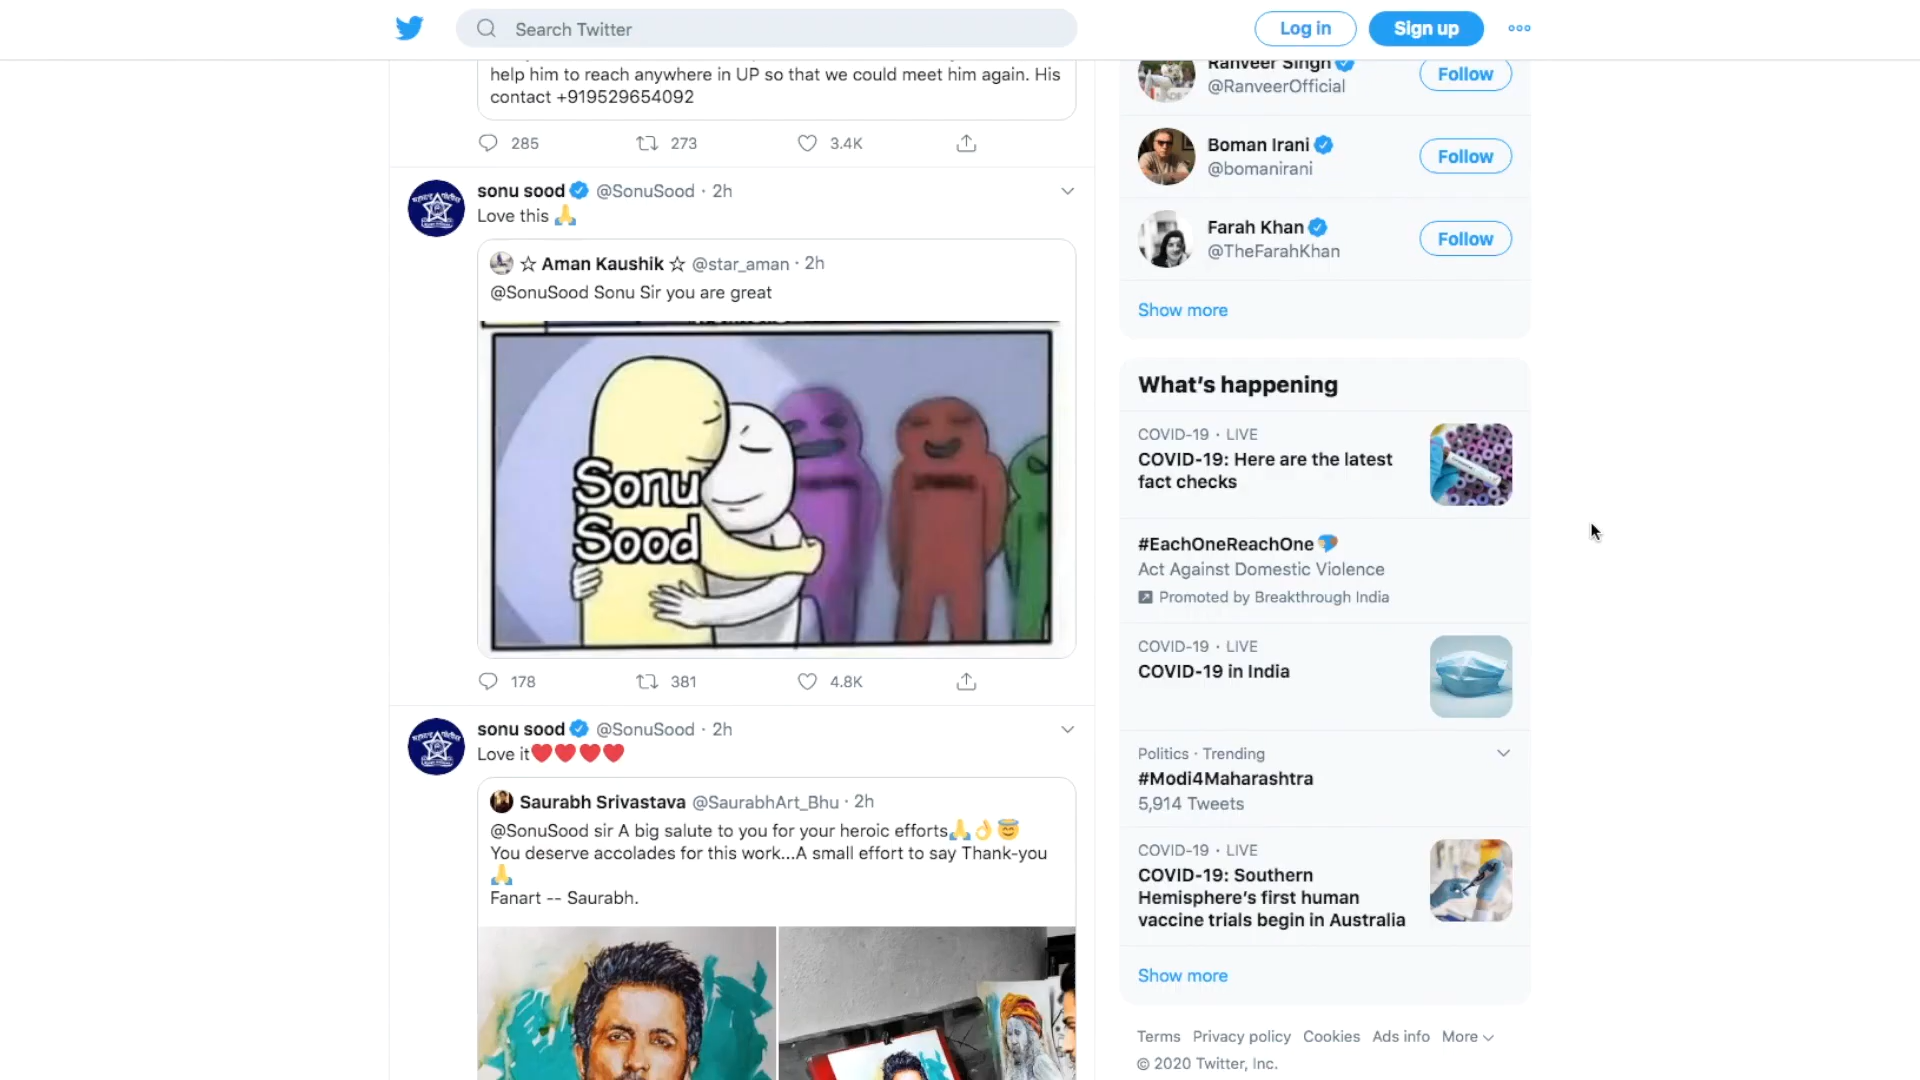 Search Twitter
Log in
Sign up
help him to reach anywhere in UP so that we could meet him again. His
contact +919529654092
285 273 3.4K
sonu sood @SonuSood · 2h
Love this 🙏
☆ Aman Kaushik ☆ @star_aman · 2h
@SonuSood Sonu Sir you are great
Sonu
Sood
178 381 4.8K
sonu sood @SonuSood · 2h
Love it❤️❤️❤️❤️
Saurabh Srivastava @SaurabhArt_Bhu · 2h
@SonuSood sir A big salute to you for your heroic efforts🙏👌😇
You deserve accolades for this work...A small effort to say Thank-you
🙏
Fanart -- Saurabh.
Ranveer Singh
@RanveerOfficial
Follow
Boman Irani
@bomanirani
Follow
Farah Khan
@TheFarahKhan
Follow
Show more
What's happening
COVID-19 · LIVE
COVID-19: Here are the latest
fact checks
#EachOneReachOne
Act Against Domestic Violence
Promoted by Breakthrough India
COVID-19 · LIVE
COVID-19 in India
Politics · Trending
#Modi4Maharashtra
5,914 Tweets
COVID-19 · LIVE
COVID-19: Southern
Hemisphere's first human
vaccine trials begin in Australia
Show more
Terms Privacy policy Cookies Ads info More
© 2020 Twitter, Inc.